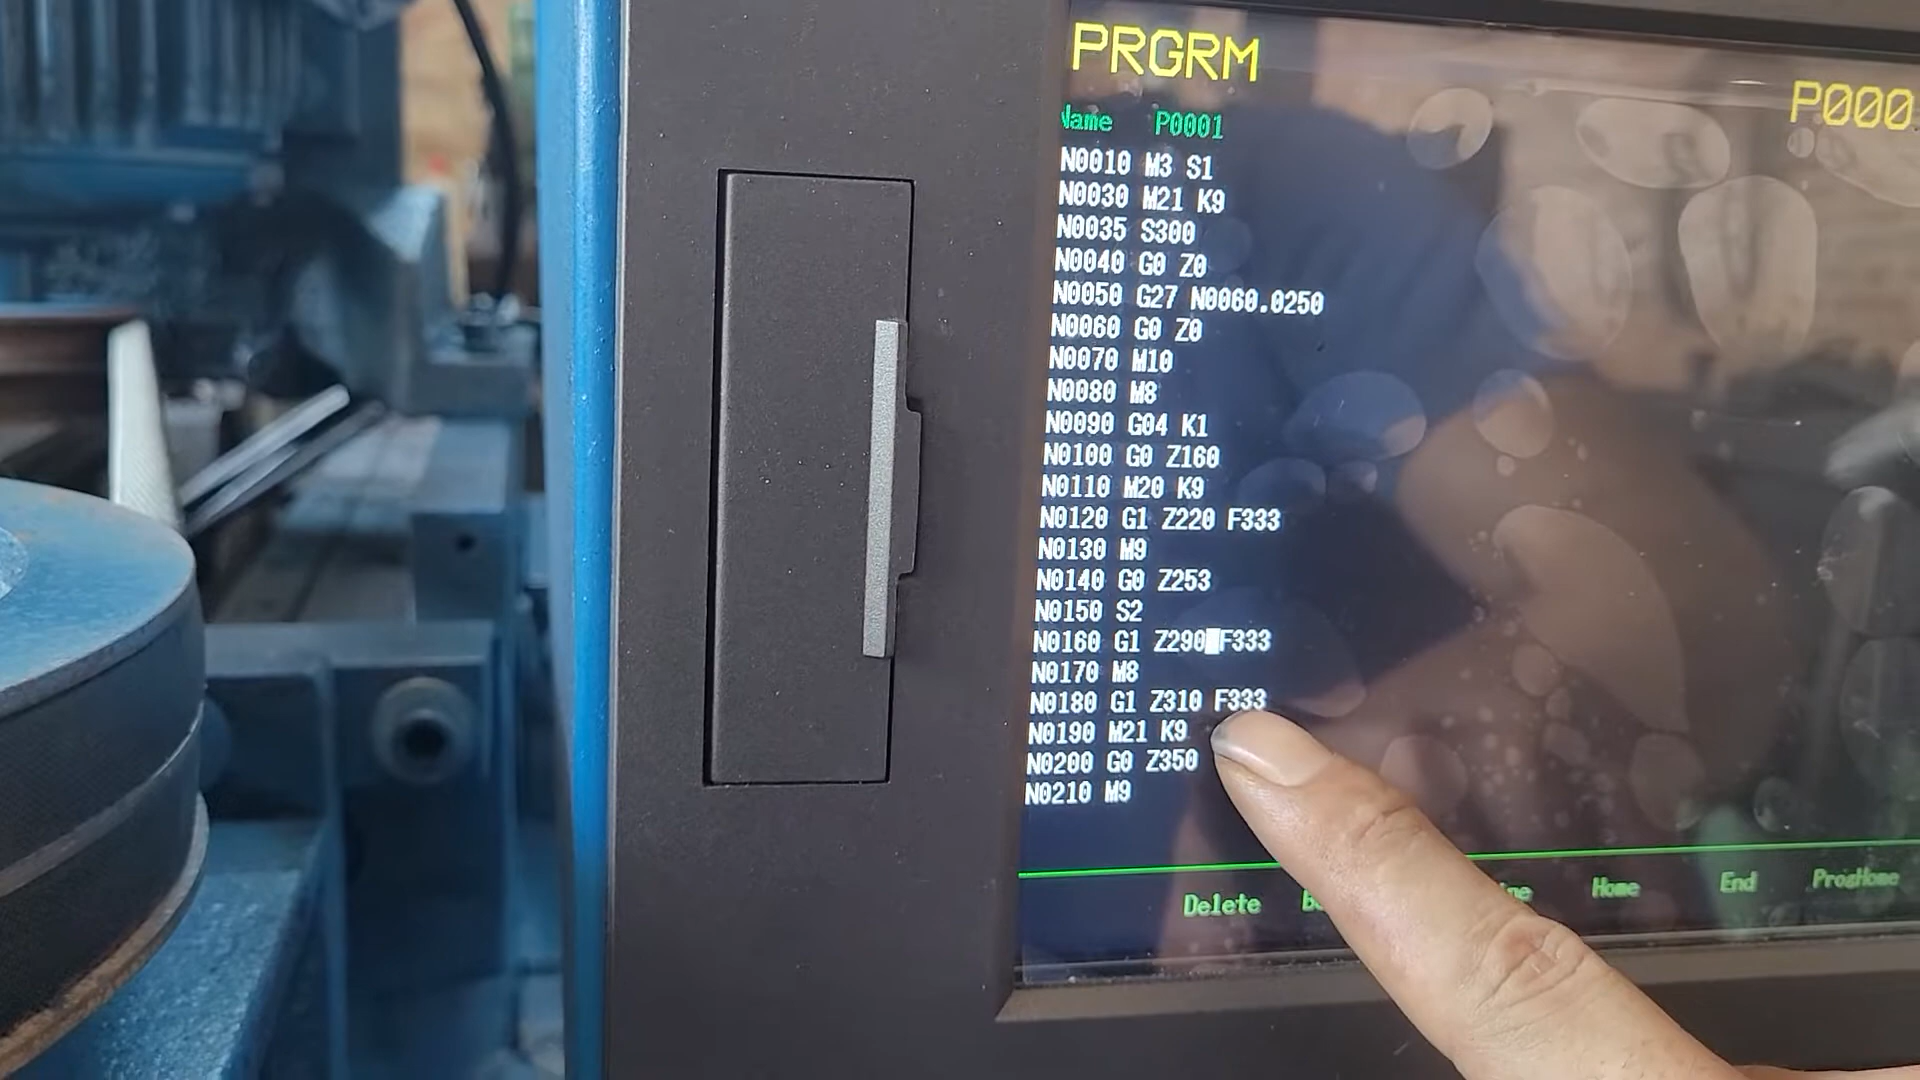 PRGRM
P000
Name P0001
N0010 M3 S1
N0030 M21 K9
N0035 S300
N0040 G0 Z0
N0050 G27 N0060.0250
N0060 G0 Z0
N0070 M10
N0080 M8
N0090 G04 K1
N0100 G0 Z160
N0110 M20 K9
N0120 G1 Z220 F333
N0130 M9
N0140 G0 Z253
N0150 S2
N0160 G1 Z290 F333
N0170 M8
N0180 G1 Z310 F333
N0190 M21 K9
N0200 G0 Z350
N0210 M9
Delete Home End ProgHome